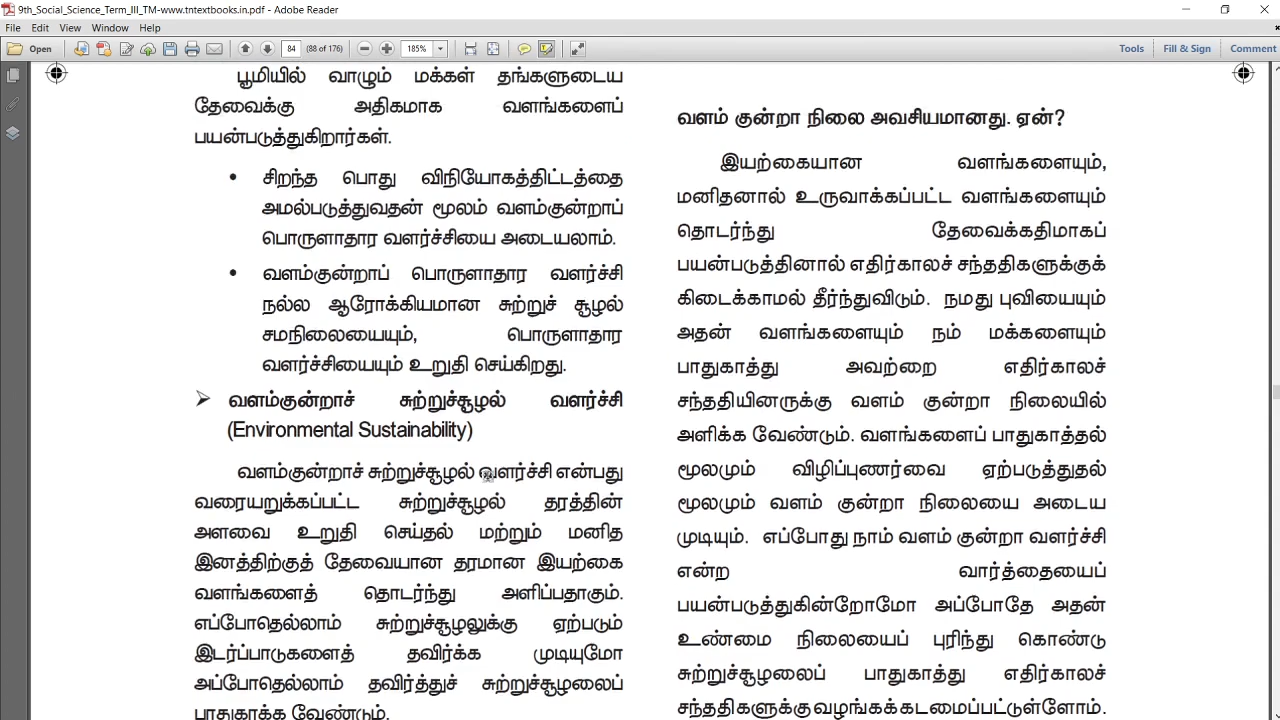 9th_Social_Science_Term_III_TM-www.tntextbooks.in.pdf - Adobe Reader
File Edit View Window Help
Open 84 (88 of 176) 185% Tools Fill & Sign Comment
பூமியில் வாழும் மக்கள் தங்களுடைய
தேவைக்கு அதிகமாக வளங்களைப்
பயன்படுத்துகிறார்கள்.
• சிறந்த பொது விநியோகத்திட்டத்தை
அமல்படுத்துவதன் மூலம் வளம்குன்றாப்
பொருளாதார வளர்ச்சியை அடையலாம்.
• வளம்குன்றாப் பொருளாதார வளர்ச்சி
நல்ல ஆரோக்கியமான சுற்றுச் சூழல்
சமநிலையையும், பொருளாதார
வளர்ச்சியையும் உறுதி செய்கிறது.
➢ வளம்குன்றாச் சுற்றுச்சூழல் வளர்ச்சி
(Environmental Sustainability)
வளம்குன்றாச் சுற்றுச்சூழல் வளர்ச்சி என்பது
வரையறுக்கப்பட்ட சுற்றுச்சூழல் தரத்தின்
அளவை உறுதி செய்தல் மற்றும் மனித
இனத்திற்குத் தேவையான தரமான இயற்கை
வளங்களைத் தொடர்ந்து அளிப்பதாகும்.
எப்போதெல்லாம் சுற்றுச்சூழலுக்கு ஏற்படும்
இடர்ப்பாடுகளைத் தவிர்க்க முடியுமோ
அப்போதெல்லாம் தவிர்த்துச் சுற்றுச்சூழலைப்
பாதுகாக்க வேண்டும்.
வளம் குன்றா நிலை அவசியமானது. ஏன்?
இயற்கையான வளங்களையும்,
மனிதனால் உருவாக்கப்பட்ட வளங்களையும்
தொடர்ந்து தேவைக்கதிமாகப்
பயன்படுத்தினால் எதிர்காலச் சந்ததிகளுக்குக்
கிடைக்காமல் தீர்ந்துவிடும். நமது புவியையும்
அதன் வளங்களையும் நம் மக்களையும்
பாதுகாத்து அவற்றை எதிர்காலச்
சந்ததியினருக்கு வளம் குன்றா நிலையில்
அளிக்க வேண்டும். வளங்களைப் பாதுகாத்தல்
மூலமும் விழிப்புணர்வை ஏற்படுத்துதல்
மூலமும் வளம் குன்றா நிலையை அடைய
முடியும். எப்போது நாம் வளம் குன்றா வளர்ச்சி
என்ற வார்த்தையைப்
பயன்படுத்துகின்றோமோ அப்போதே அதன்
உண்மை நிலையைப் புரிந்து கொண்டு
சுற்றுச்சூழலைப் பாதுகாத்து எதிர்காலச்
சந்ததிகளுக்கு வழங்கக் கடமைப்பட்டுள்ளோம்.